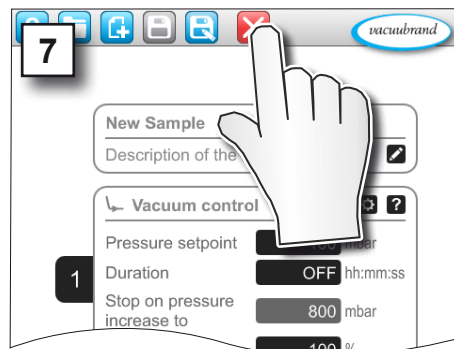 7
vacuubrand
New Sample
Description of the
Vacuum control
?
Pressure setpoint mbar
1
Duration OFF hh:mm:ss
Stop on pressure
increase to 800 mbar
100 %